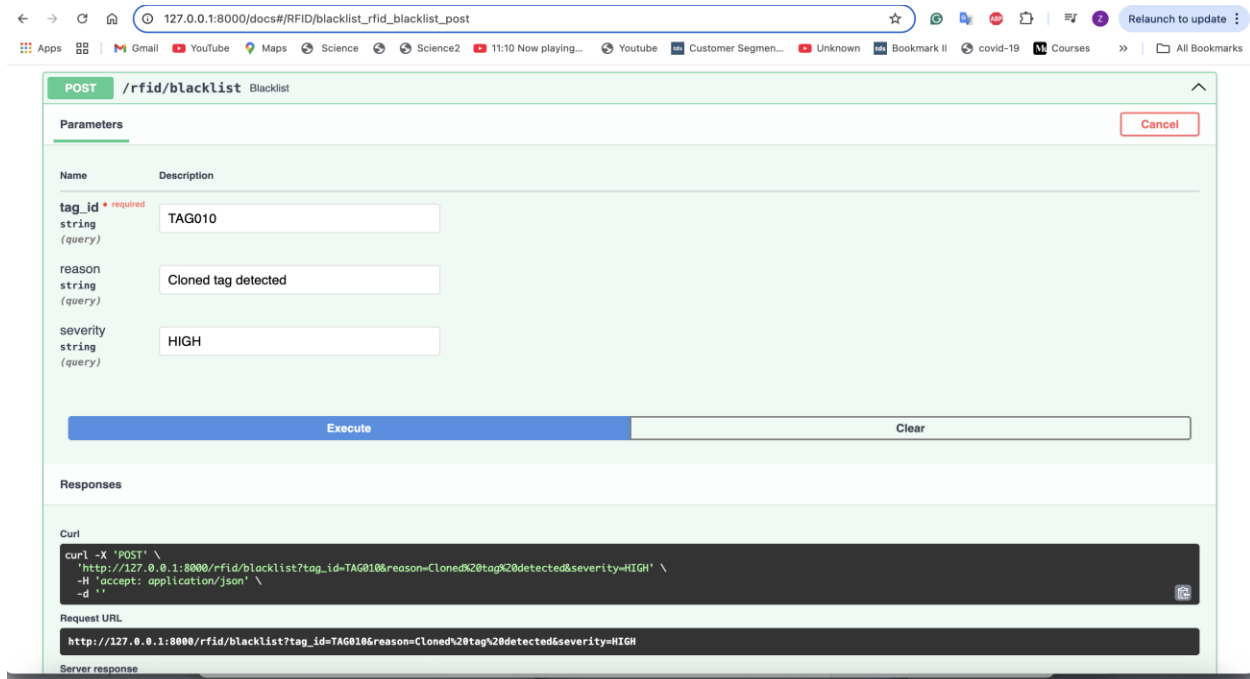 127.0.0.1:8000/docs#/RFID/blacklist_rfid_blacklist_post
ABP
Z
Relaunch to update
Apps
Gmail
YouTube
Maps
Science
Science2
11:10 Now playing...
Youtube
tds
Customer Segmen...
Unknown
tds
Bookmark II
covid-19
Courses
»
All Bookmarks
POST /rfid/blacklist Blacklist
Parameters
Cancel
Name Description
tag_id * required
string
(query)
TAG010
reason
string
(query)
Cloned tag detected
severity
string
(query)
HIGH
Execute
Clear
Responses
Curl
curl -X 'POST' \
'http://127.0.0.1:8000/rfid/blacklist?tag_id=TAG010&reason=Cloned%20tag%20detected&severity=HIGH' \
-H 'accept: application/json' \
-d ''
Request URL
http://127.0.0.1:8000/rfid/blacklist?tag_id=TAG010&reason=Cloned%20tag%20detected&severity=HIGH
Server response